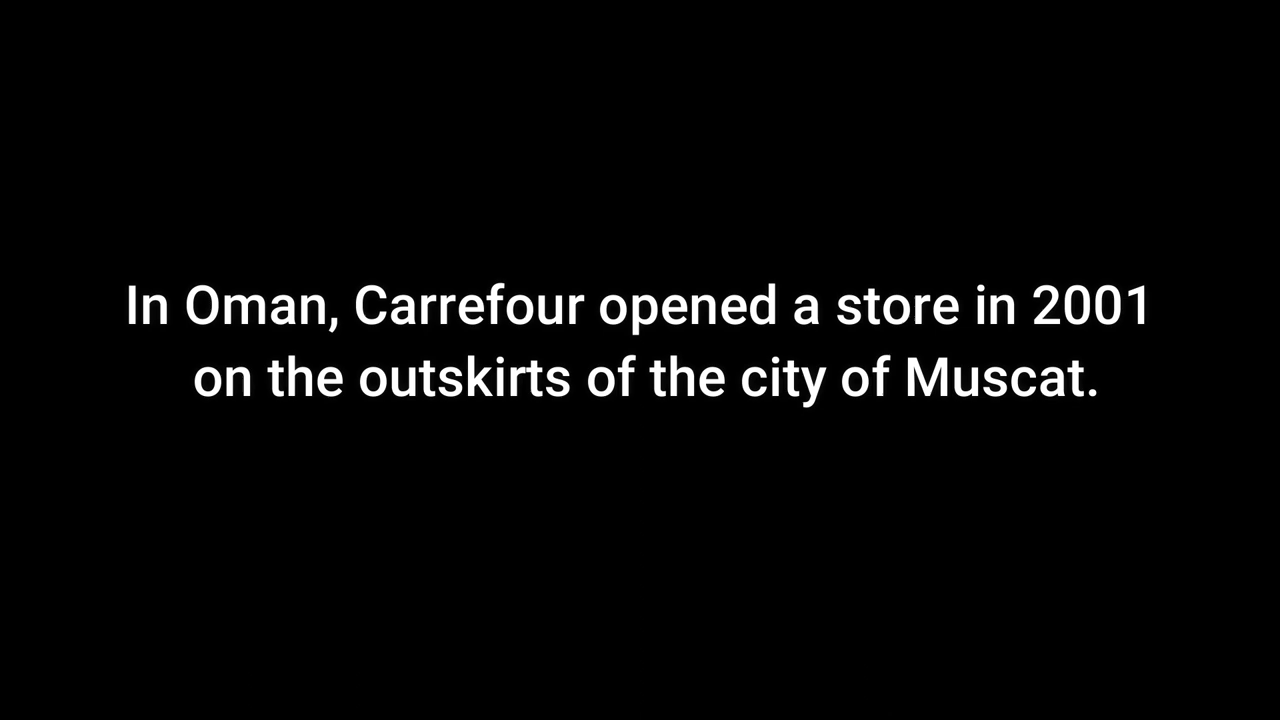 In Oman, Carrefour opened a store in 2001
on the outskirts of the city of Muscat.